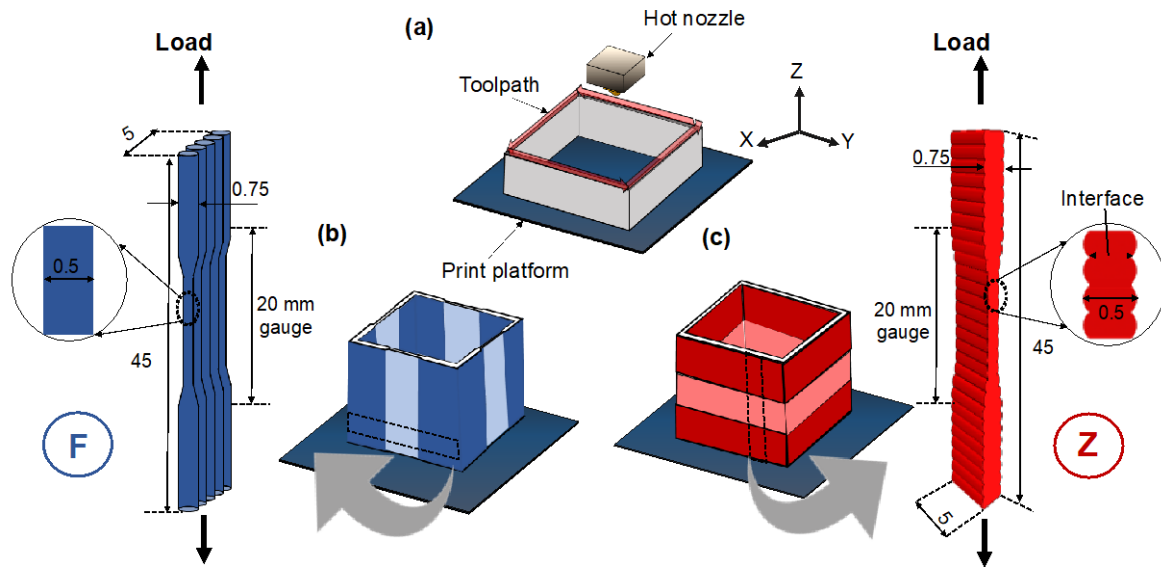 (a)
Hot nozzle
Toolpath
Z
X
Y
Print platform
Load
5
0.75
0.5
20 mm
gauge
45
F
(b)
(c)
Load
0.75
Interface
0.5
20 mm
gauge
45
Z
5